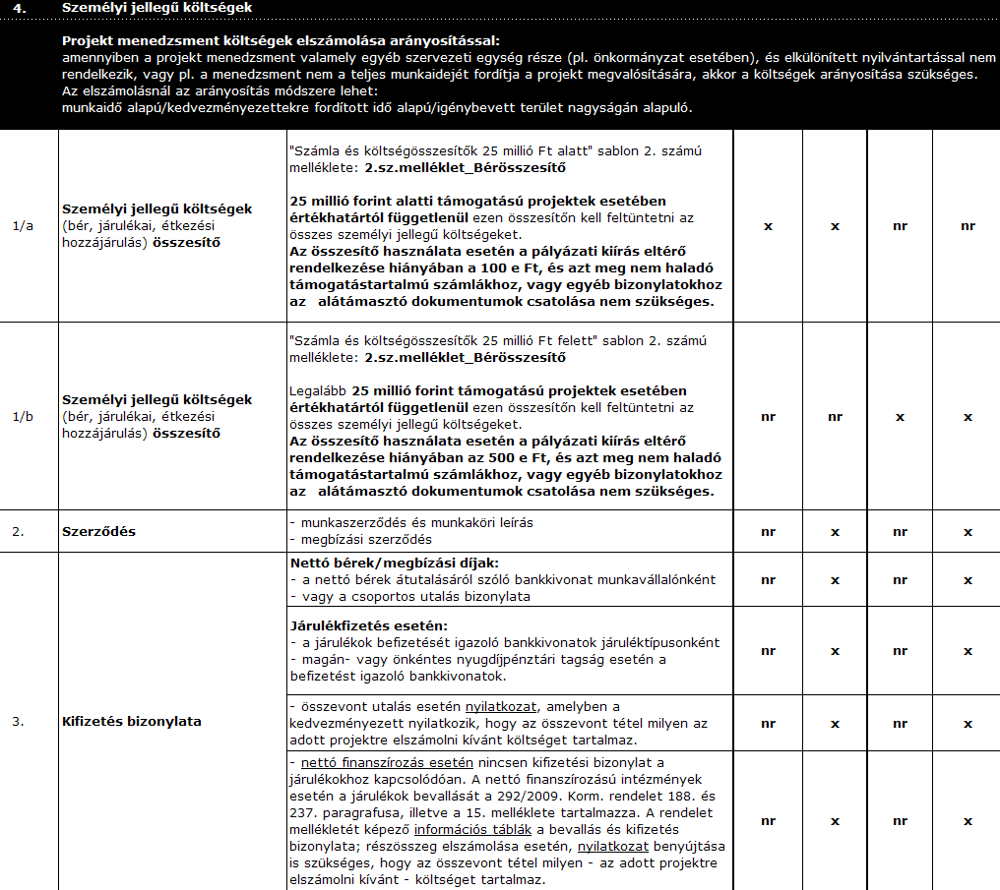 4. Személyi jellegű költségek
Projekt menedzsment költségek elszámolása arányosítással:
amennyiben a projekt menedzsment valamely egyéb szervezeti egység része (pl. önkormányzat esetében), és elkülönített nyilvántartással nem
rendelkezik, vagy pl. a menedzsment nem a teljes munkaidejét fordítja a projekt megvalósítására, akkor a költségek arányosítása szükséges.
Az elszámolásnál az arányosítás módszere lehet:
munkaidő alapú/kedvezményezettekre fordított idő alapú/igénybevett terület nagyságán alapuló.
1/a
Személyi jellegű költségek
(bér, járulékai, étkezési
hozzájárulás) összesítő
"Számla és költségösszesítők 25 millió Ft alatt" sablon 2. számú
melléklete: 2.sz.melléklet_Bérösszesítő
25 millió forint alatti támogatású projektek esetében
értékhatártól függetlenül ezen összesítőn kell feltüntetni az
összes személyi jellegű költségeket.
Az összesítő használata esetén a pályázati kiírás eltérő
rendelkezése hiányában a 100 e Ft, és azt meg nem haladó
támogatástartalmú számlákhoz, vagy egyéb bizonylatokhoz
az alátámasztó dokumentumok csatolása nem szükséges.
x x nr nr
1/b
Személyi jellegű költségek
(bér, járulékai, étkezési
hozzájárulás) összesítő
"Számla és költségösszesítők 25 millió Ft felett" sablon 2. számú
melléklete: 2.sz.melléklet_Bérösszesítő
Legalább 25 millió forint támogatású projektek esetében
értékhatártól függetlenül ezen összesítőn kell feltüntetni az
összes személyi jellegű költségeket.
Az összesítő használata esetén a pályázati kiírás eltérő
rendelkezése hiányában az 500 e Ft, és azt meg nem haladó
támogatástartalmú számlákhoz, vagy egyéb bizonylatokhoz
az alátámasztó dokumentumok csatolása nem szükséges.
nr nr x x
2.
Szerződés
- munkaszerződés és munkaköri leírás
- megbízási szerződés
nr x nr x
3.
Kifizetés bizonylata
Nettó bérek/megbízási díjak:
- a nettó bérek átutalásáról szóló bankkivonat munkavállalónként
- vagy a csoportos utalás bizonylata
nr x nr x
Járulékfizetés esetén:
- a járulékok befizetését igazoló bankkivonatok járuléktípusonként
- magán- vagy önkéntes nyugdíjpénztári tagság esetén a
befizetést igazoló bankkivonatok.
nr x nr x
- összevont utalás esetén nyilatkozat, amelyben a
kedvezményezett nyilatkozik, hogy az összevont tétel milyen az
adott projektre elszámolni kívánt költséget tartalmaz.
nr x nr x
- nettó finanszírozás esetén nincsen kifizetési bizonylat a
járulékokhoz kapcsolódóan. A nettó finanszírozású intézmények
esetén a járulékok bevallását a 292/2009. Korm. rendelet 188. és
237. paragrafusa, illetve a 15. melléklete tartalmazza. A rendelet
mellékletét képező információs táblák a bevallás és kifizetés
bizonylata; részösszeg elszámolása esetén, nyilatkozat benyújtása
is szükséges, hogy az összevont tétel milyen - az adott projektre
elszámolni kívánt - költséget tartalmaz.
nr x nr x